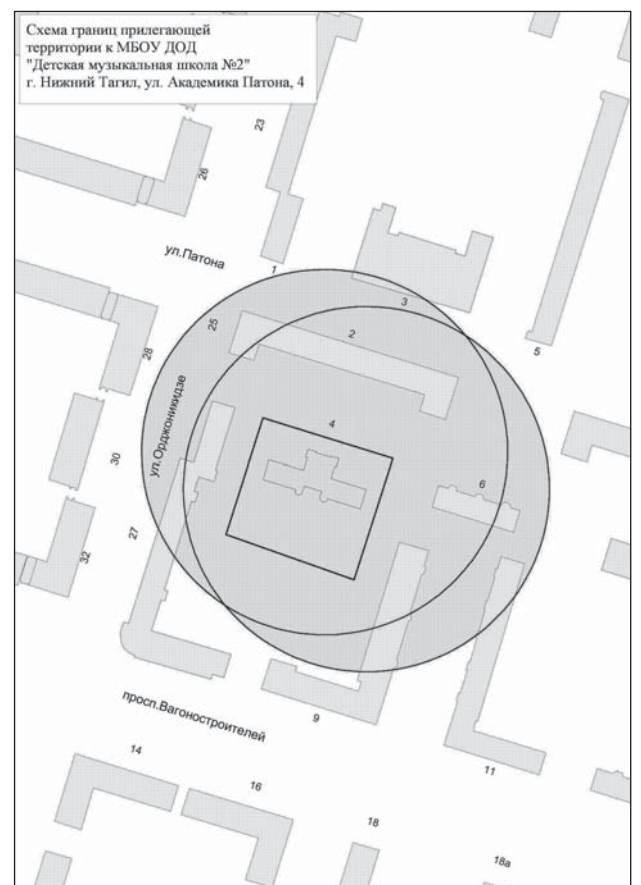 Схема границ прилегающей
территории к МБОУ ДОД
"Детская музыкальная школа №2"
г. Нижний Тагил, ул. Академика Патона, 4
23
26
ул.Патона
1
3
25
2
5
28
ул.Орджоникидзе
4
30
6
27
32
просп.Вагоностроителей
9
11
14
16
18
18а